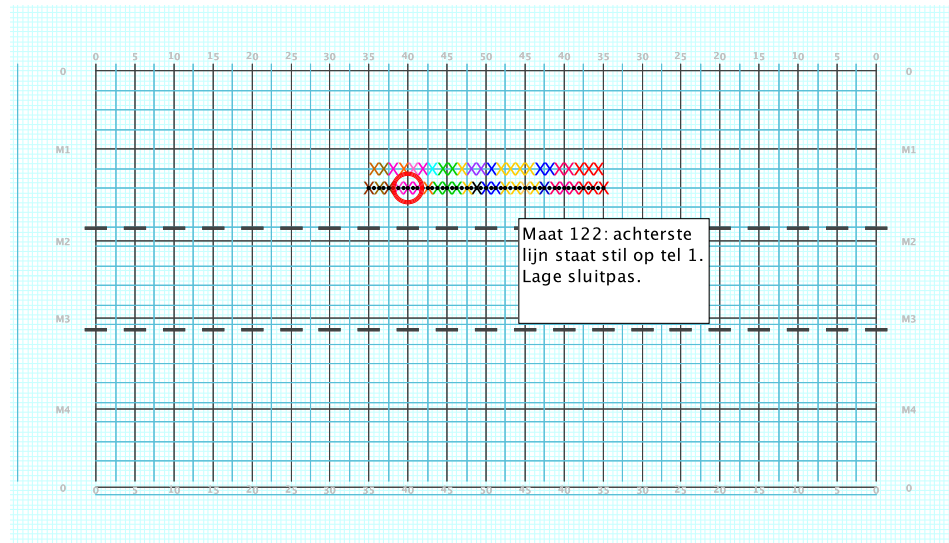 0 5 10 15 20 25 30 35 40 45 50 45 40 35 30 25 20 15 10 5 0
0 0
M1 M1
Maat 122: achterste
lijn staat stil op tel 1.
Lage sluitpas.
M2 M2
M3 M3
M4 M4
0 0
0 5 10 15 20 25 30 35 40 45 50 45 40 35 30 25 20 15 10 5 0